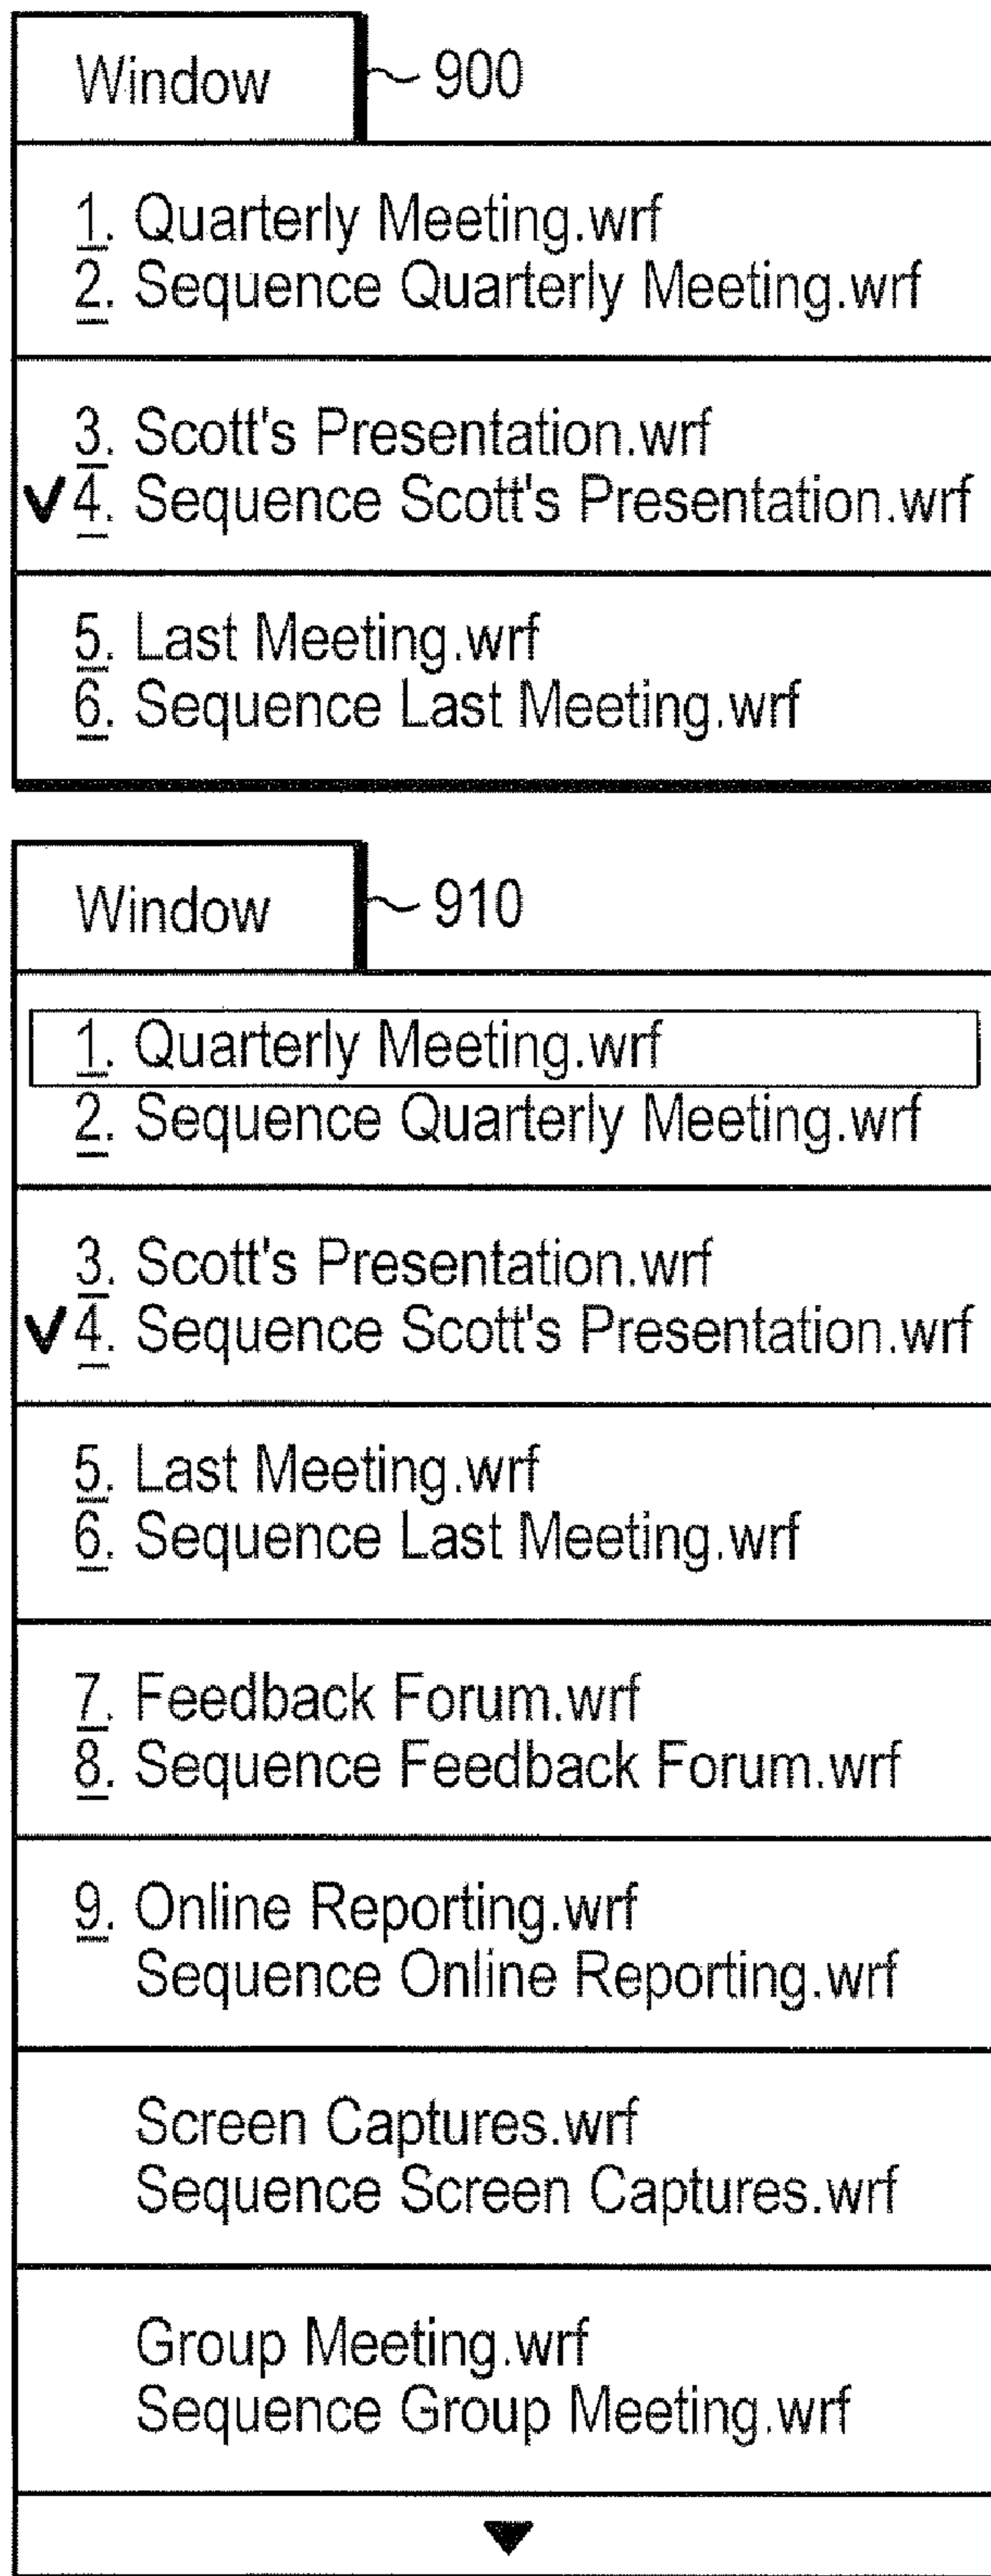 Window
900
1. Quarterly Meeting.wrf
2. Sequence Quarterly Meeting.wrf
3. Scott's Presentation.wrf
✓4. Sequence Scott's Presentation.wrf
5. Last Meeting.wrf
6. Sequence Last Meeting.wrf
Window
910
1. Quarterly Meeting.wrf
2. Sequence Quarterly Meeting.wrf
3. Scott's Presentation.wrf
✓4. Sequence Scott's Presentation.wrf
5. Last Meeting.wrf
6. Sequence Last Meeting.wrf
7. Feedback Forum.wrf
8. Sequence Feedback Forum.wrf
9. Online Reporting.wrf
Sequence Online Reporting.wrf
Screen Captures.wrf
Sequence Screen Captures.wrf
Group Meeting.wrf
Sequence Group Meeting.wrf